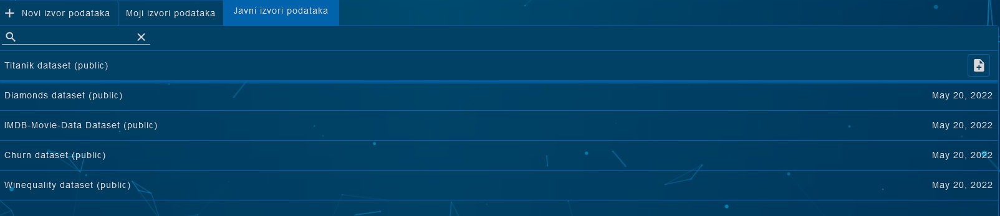 Novi izvor podataka Moji izvori podataka Javni izvori podataka
Titanik dataset (public)
Diamonds dataset (public) May 20, 2022
IMDB-Movie-Data Dataset (public) May 20, 2022
Churn dataset (public) May 20, 2022
Winequality dataset (public) May 20, 2022